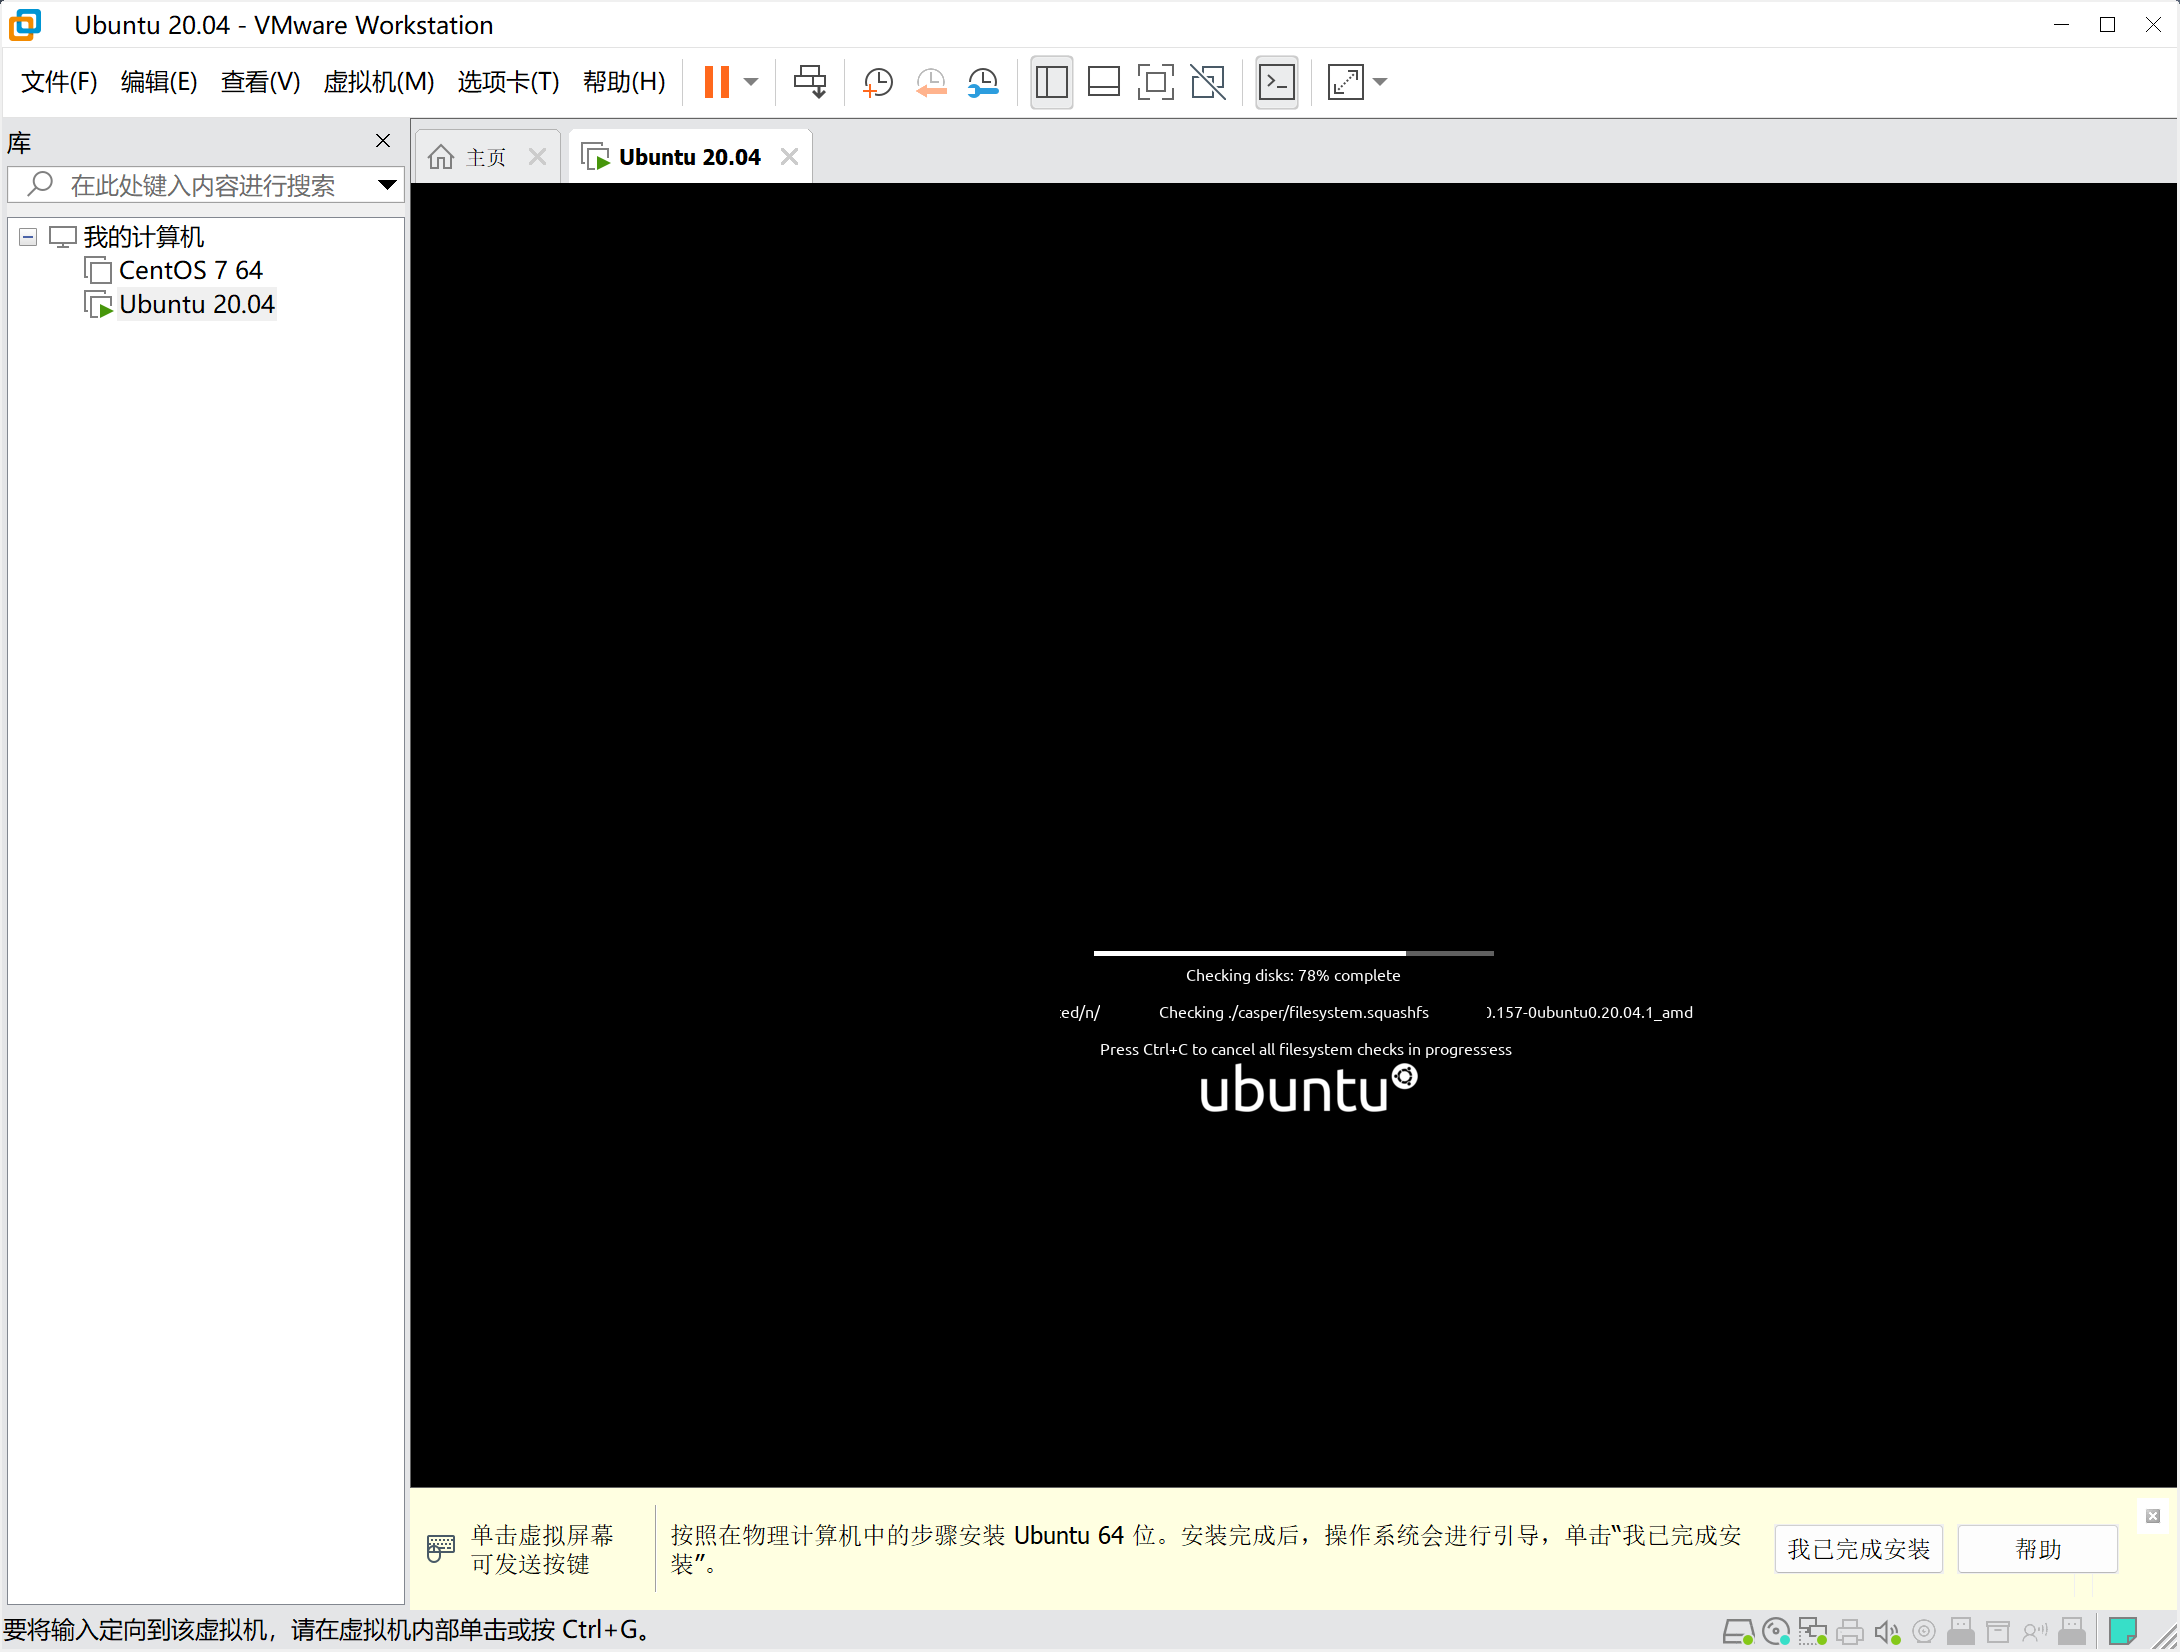 Ubuntu 20.04 - VMware Workstation
文件(F) 编辑(E) 查看(V) 虚拟机(M) 选项卡(T) 帮助(H)
库
在此处键入内容进行搜索
我的计算机
CentOS 7 64
Ubuntu 20.04
主页
Ubuntu 20.04
Checking disks: 78% complete
ted/n/ Checking ./casper/filesystem.squashfs 0.157-0ubuntu0.20.04.1_amd
Press Ctrl+C to cancel all filesystem checks in progress ess
ubuntu
单击虚拟屏幕
可发送按键
按照在物理计算机中的步骤安装 Ubuntu 64 位。安装完成后，操作系统会进行引导，单击“我已完成安
装”。
我已完成安装
帮助
要将输入定向到该虚拟机，请在虚拟机内部单击或按 Ctrl+G。